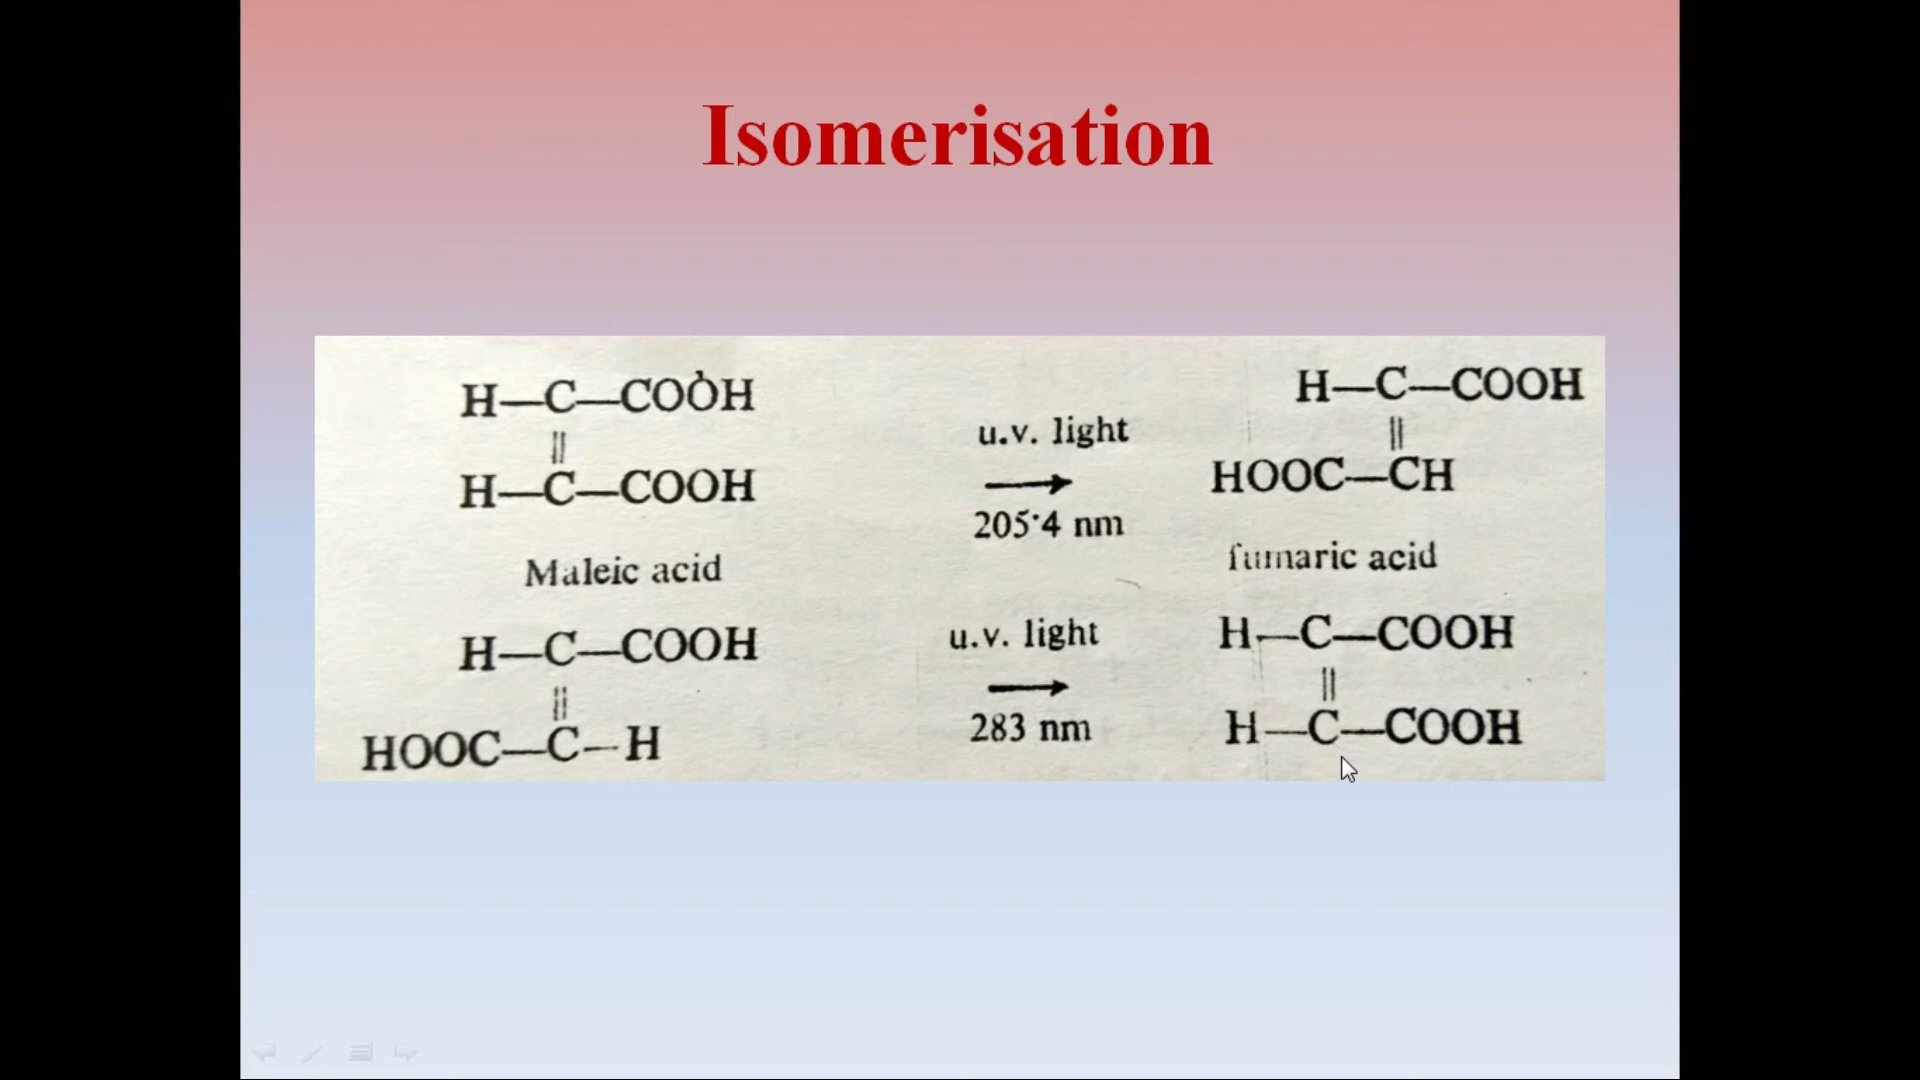 Isomerisation
H—C—COOH
||
H—C—COOH
Maleic acid
u.v. light
205·4 nm
H—C—COOH
||
HOOC—CH
fumaric acid
H—C—COOH
||
HOOC—C—H
u.v. light
283 nm
H—C—COOH
||
H—C—COOH